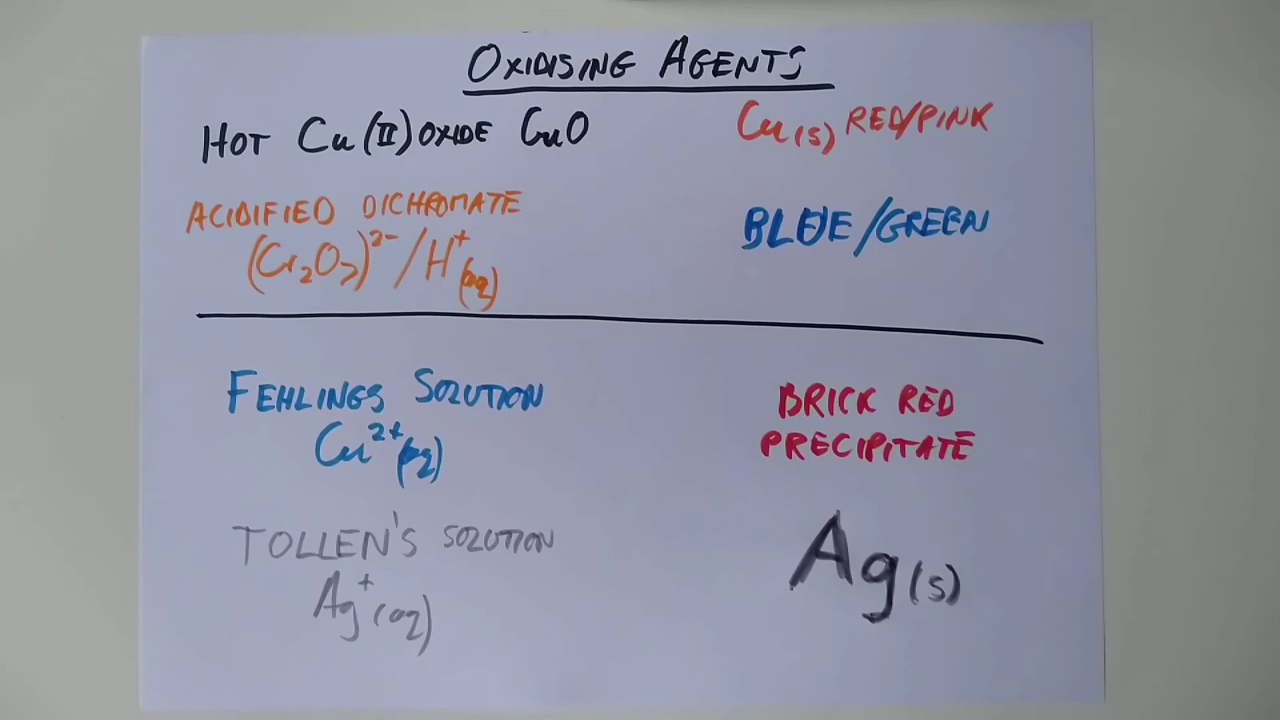 OXIDISING AGENTS
HOT Cu(II) OXIDE CuO
Cu(s) RED/PINK
ACIDIFIED DICHROMATE
(Cr₂O₇)²⁻/H⁺(aq)
BLUE/GREEN
FEHLINGS SOLUTION
Cu²⁺(aq)
BRICK RED
PRECIPITATE
TOLLEN'S SOLUTION
Ag⁺(aq)
Ag(s)